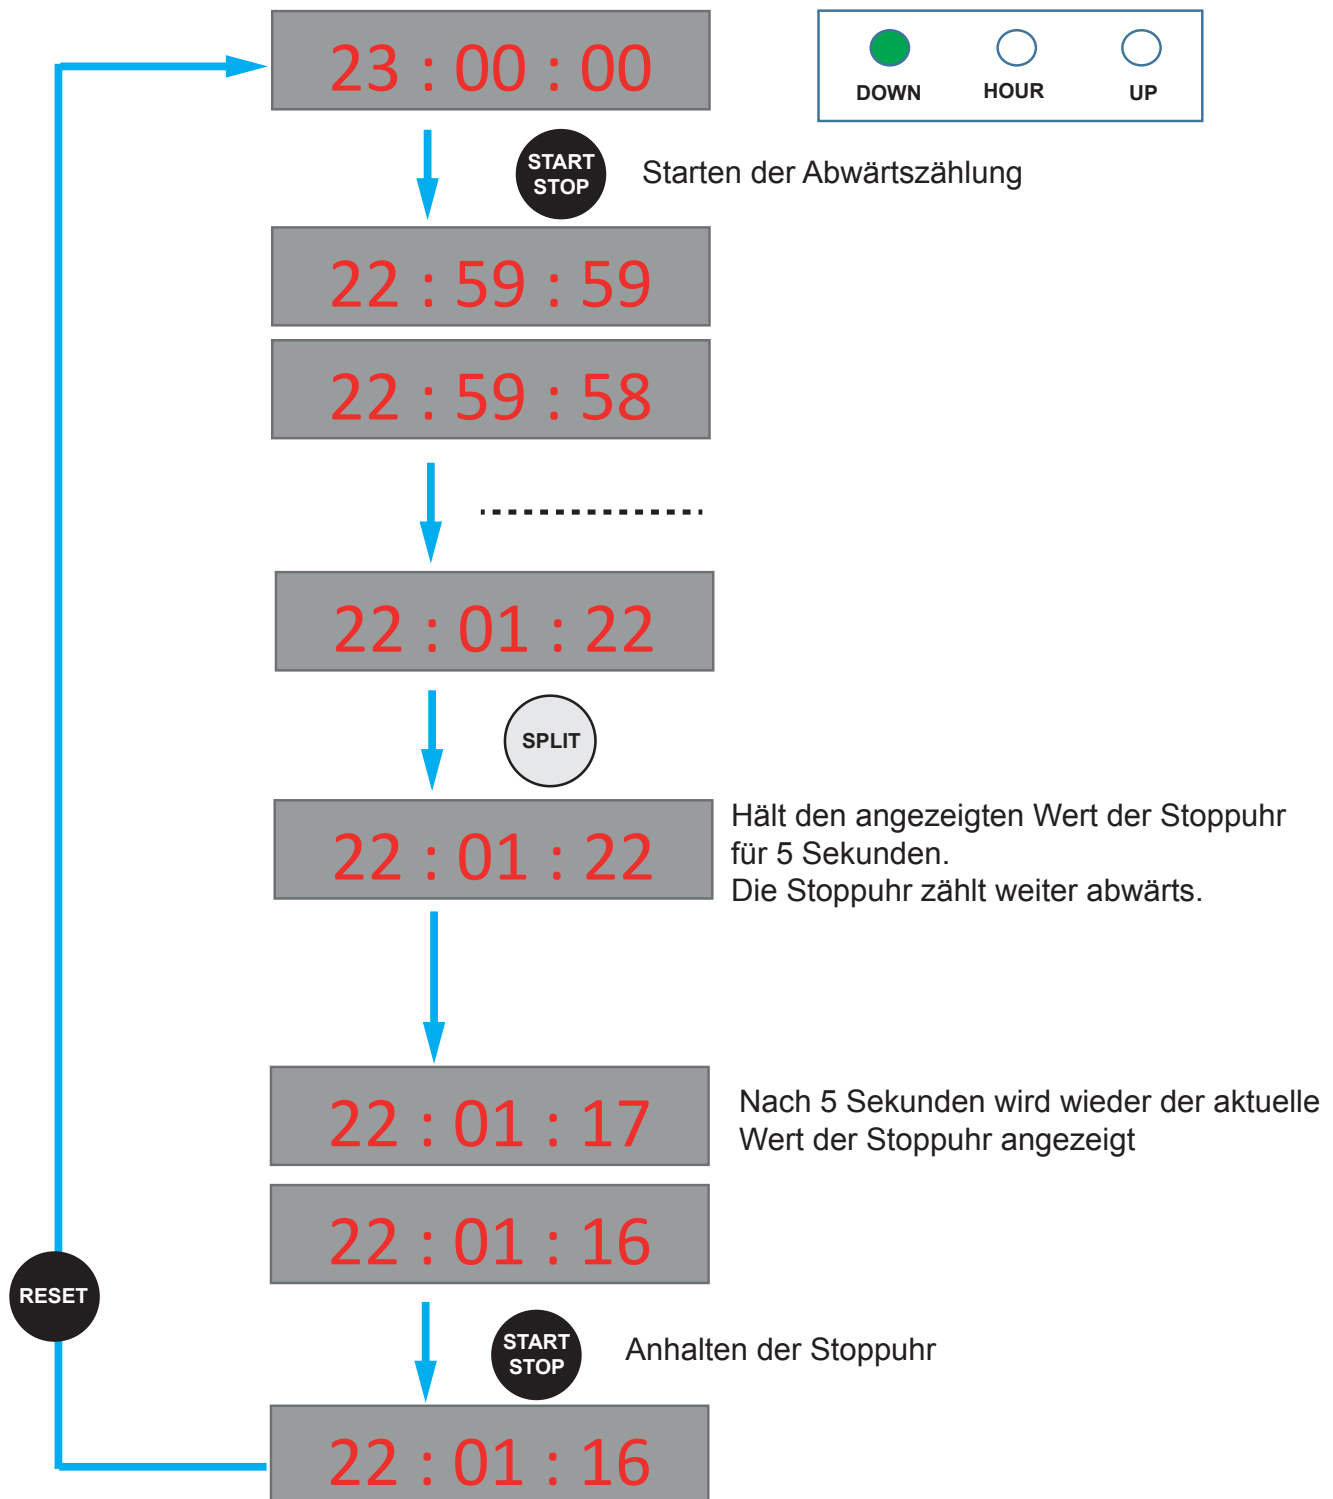 23 : 00 : 00
DOWN
HOUR
UP
START
STOP
Starten der Abwärtszählung
22 : 59 : 59
22 : 59 : 58
22 : 01 : 22
SPLIT
22 : 01 : 22
Hält den angezeigten Wert der Stoppuhr
für 5 Sekunden.
Die Stoppuhr zählt weiter abwärts.
22 : 01 : 17
Nach 5 Sekunden wird wieder der aktuelle
Wert der Stoppuhr angezeigt
22 : 01 : 16
RESET
START
STOP
Anhalten der Stoppuhr
22 : 01 : 16